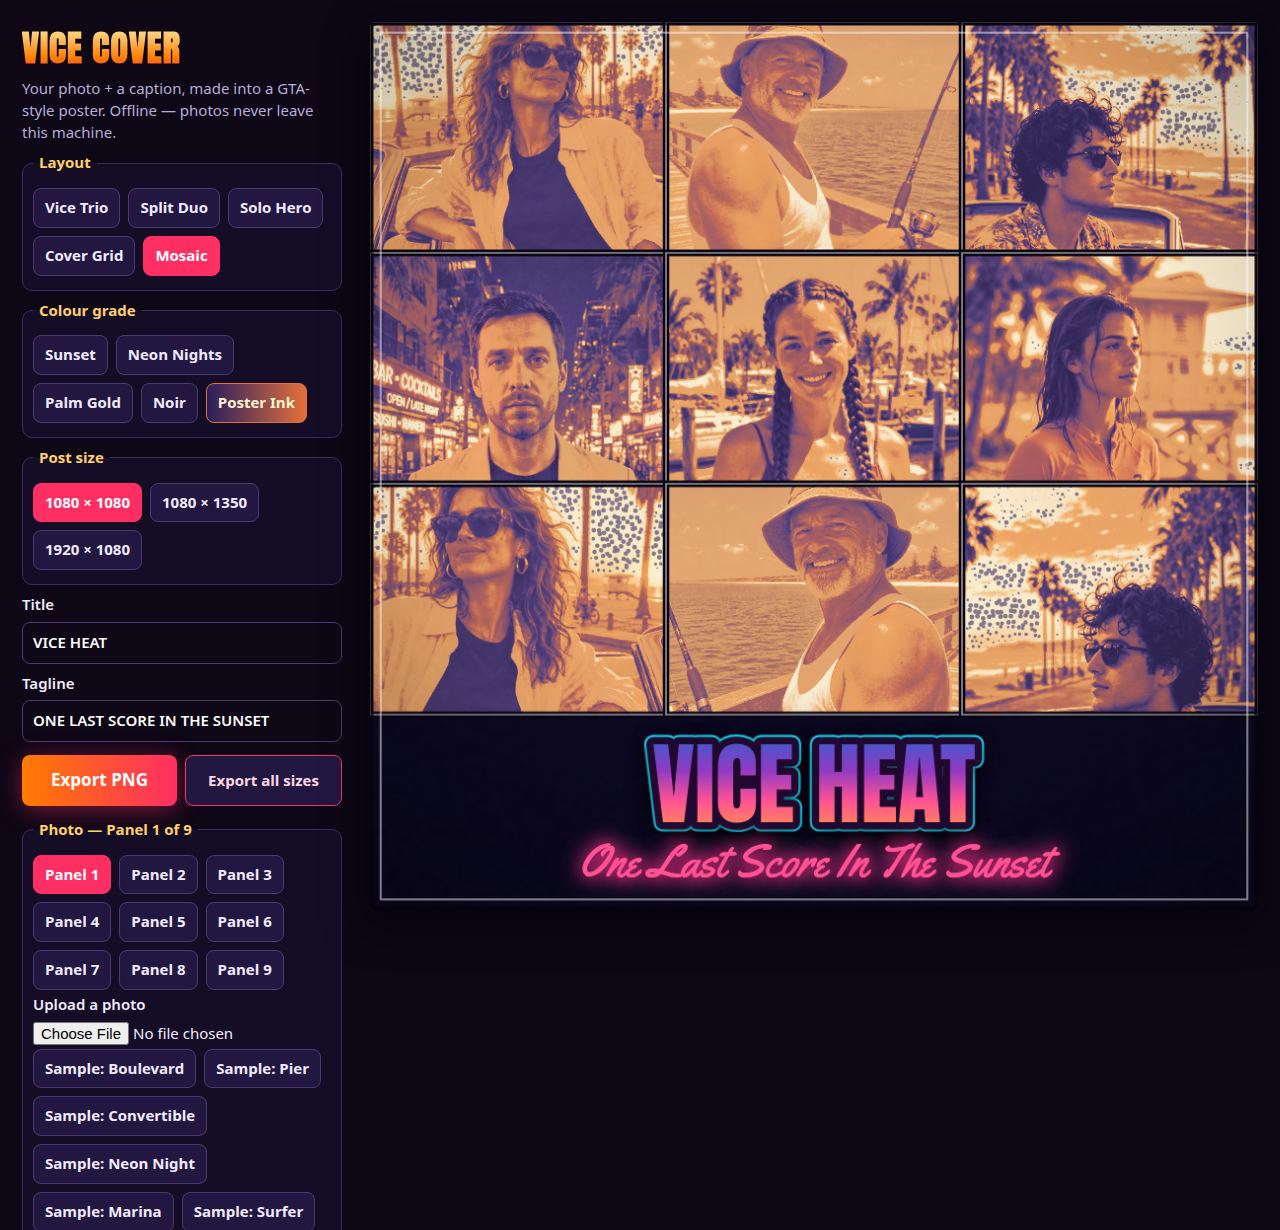 VICE COVER
Your photo + a caption, made into a GTA-
style poster. Offline — photos never leave
this machine.
Layout
Vice Trio
Split Duo
Solo Hero
Cover Grid
Mosaic
Colour grade
Sunset
Neon Nights
Palm Gold
Noir
Poster Ink
Post size
1080 × 1080
1080 × 1350
1920 × 1080
Title
VICE HEAT
Tagline
ONE LAST SCORE IN THE SUNSET
Export PNG
Export all sizes
Photo — Panel 1 of 9
Panel 1
Panel 2
Panel 3
Panel 4
Panel 5
Panel 6
Panel 7
Panel 8
Panel 9
Upload a photo
Choose File No file chosen
Sample: Boulevard
Sample: Pier
Sample: Convertible
Sample: Neon Night
Sample: Marina
Sample: Surfer
BAR • COCKTAILS
OPEN / LATE NIGHT
SUSHI • RAMEN
VICE HEAT
One Last Score In The Sunset